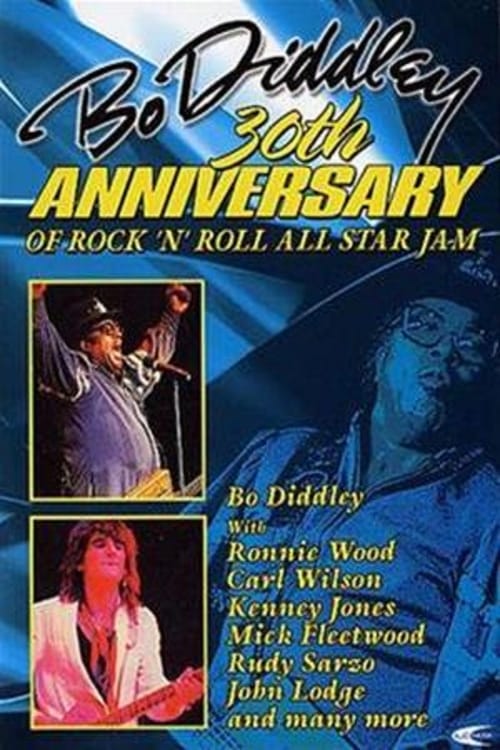 Bo Diddley
30th
ANNIVERSARY
OF ROCK 'N' ROLL ALL STAR JAM
Bo Diddley
With
Ronnie Wood
Carl Wilson
Kenney Jones
Mick Fleetwood
Rudy Sarzo
John Lodge
and many more